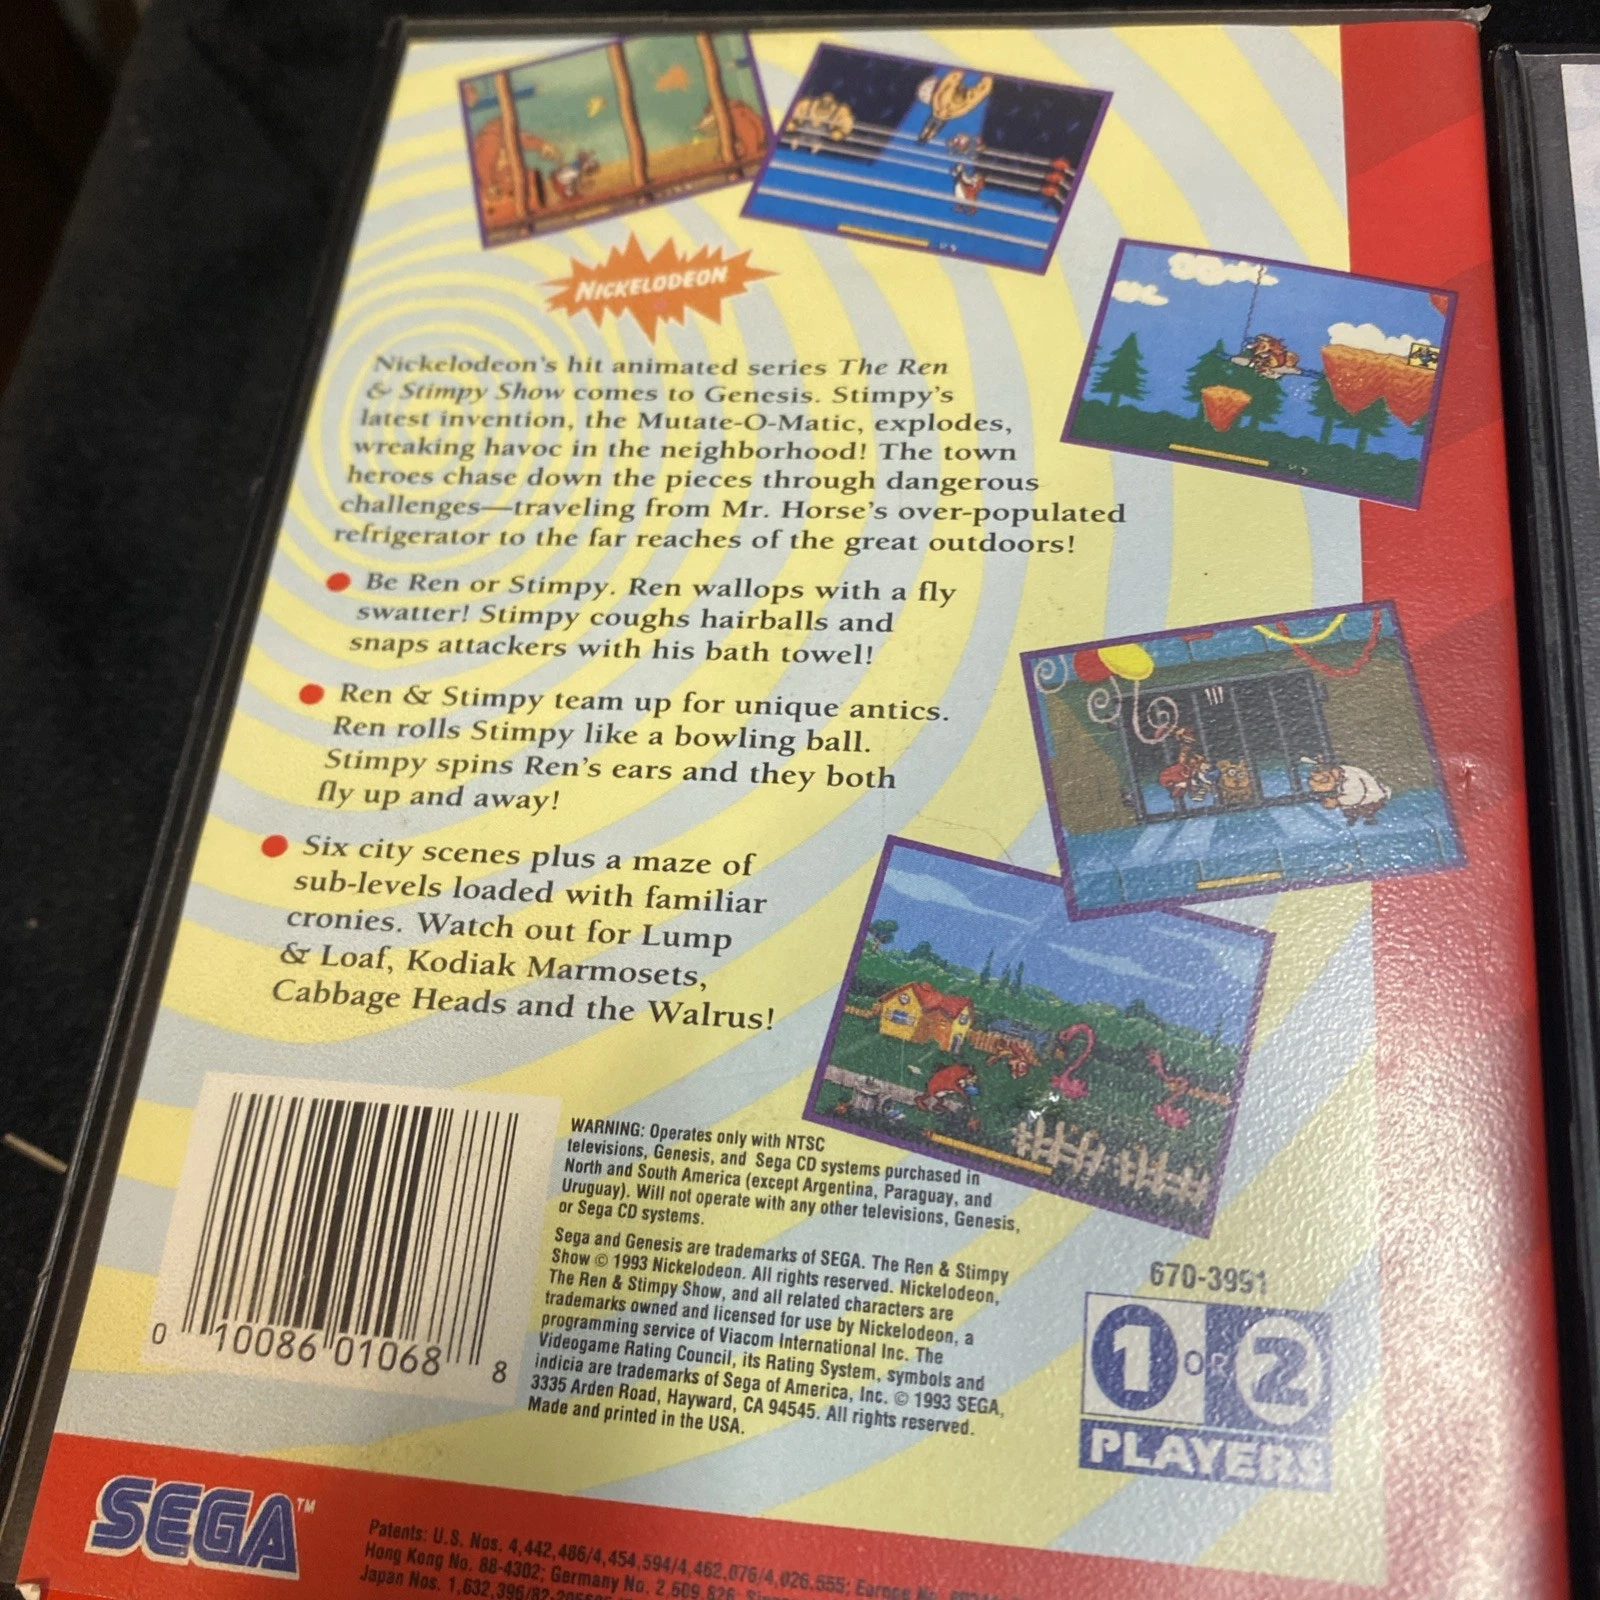 NICKELODEON
Nickelodeon's hit animated series The Ren
& Stimpy Show comes to Genesis. Stimpy's
latest invention, the Mutate-O-Matic, explodes,
wreaking havoc in the neighborhood! The town
heroes chase down the pieces through dangerous
challenges—traveling from Mr. Horse's over-populated
refrigerator to the far reaches of the great outdoors!
Be Ren or Stimpy. Ren wallops with a fly
swatter! Stimpy coughs hairballs and
snaps attackers with his bath towel!
Ren & Stimpy team up for unique antics.
Ren rolls Stimpy like a bowling ball.
Stimpy spins Ren's ears and they both
fly up and away!
Six city scenes plus a maze of
sub-levels loaded with familiar
cronies. Watch out for Lump
& Loaf, Kodiak Marmosets,
Cabbage Heads and the Walrus!
WARNING: Operates only with NTSC
televisions, Genesis, and Sega CD systems purchased in
North and South America (except Argentina, Paraguay, and
Uruguay). Will not operate with any other televisions, Genesis,
or Sega CD systems.
Sega and Genesis are trademarks of SEGA. The Ren & Stimpy
Show © 1993 Nickelodeon. All rights reserved. Nickelodeon,
The Ren & Stimpy Show, and all related characters are
trademarks owned and licensed for use by Nickelodeon, a
programming service of Viacom International Inc. The
Videogame Rating Council, its Rating System, symbols and
indicia are trademarks of Sega of America, Inc. © 1993 SEGA,
3335 Arden Road, Hayward, CA 94545. All rights reserved.
Made and printed in the USA.
0 10086 01068 8
670-3991
1 OR 2
PLAYERS
SEGA™
Patents: U.S. Nos. 4,442,486/4,454,594/4,462,076/4,026,555; Europe No.
Hong Kong No. 88-4302; Germany No. 2,609,826;
Japan Nos. 1,632,396/82-